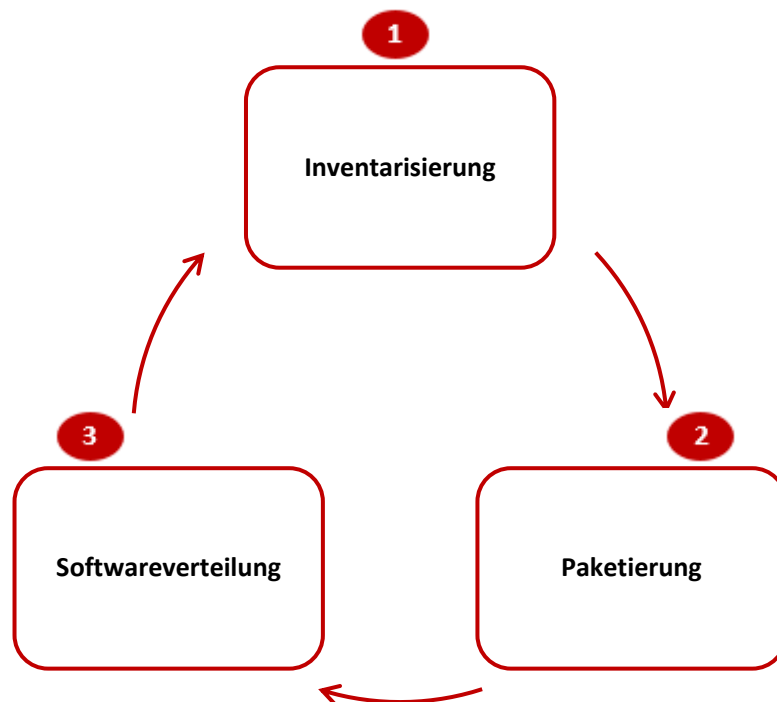 1
Inventarisierung
3
2
Softwareverteilung
Paketierung